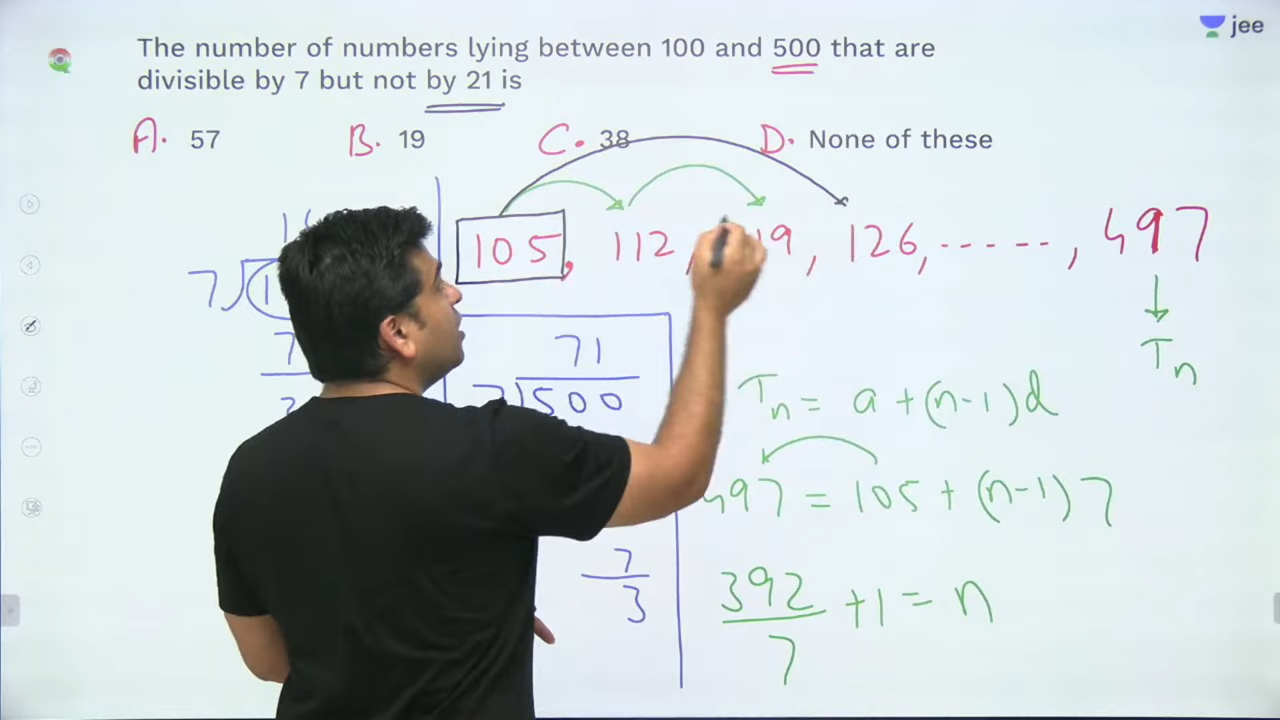 jee
The number of numbers lying between 100 and 500 that are
divisible by 7 but not by 21 is
A. 57 B. 19 C. 38 D. None of these
105, 112, 126, ------, 497
Tn
71
500
7
3
Tn = a + (n-1)d
497 = 105 + (n-1)7
392/7 + 1 = n